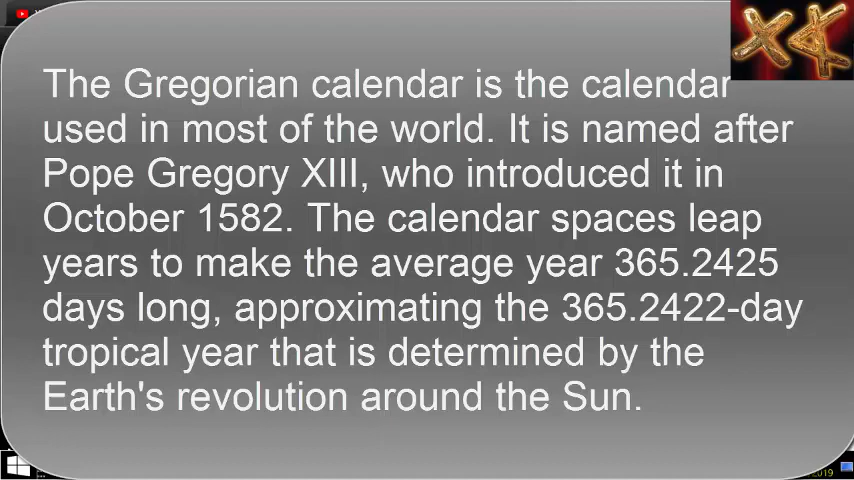 The Gregorian calendar is the calendar
used in most of the world. It is named after
Pope Gregory XIII, who introduced it in
October 1582. The calendar spaces leap
years to make the average year 365.2425
days long, approximating the 365.2422-day
tropical year that is determined by the
Earth's revolution around the Sun.
2019